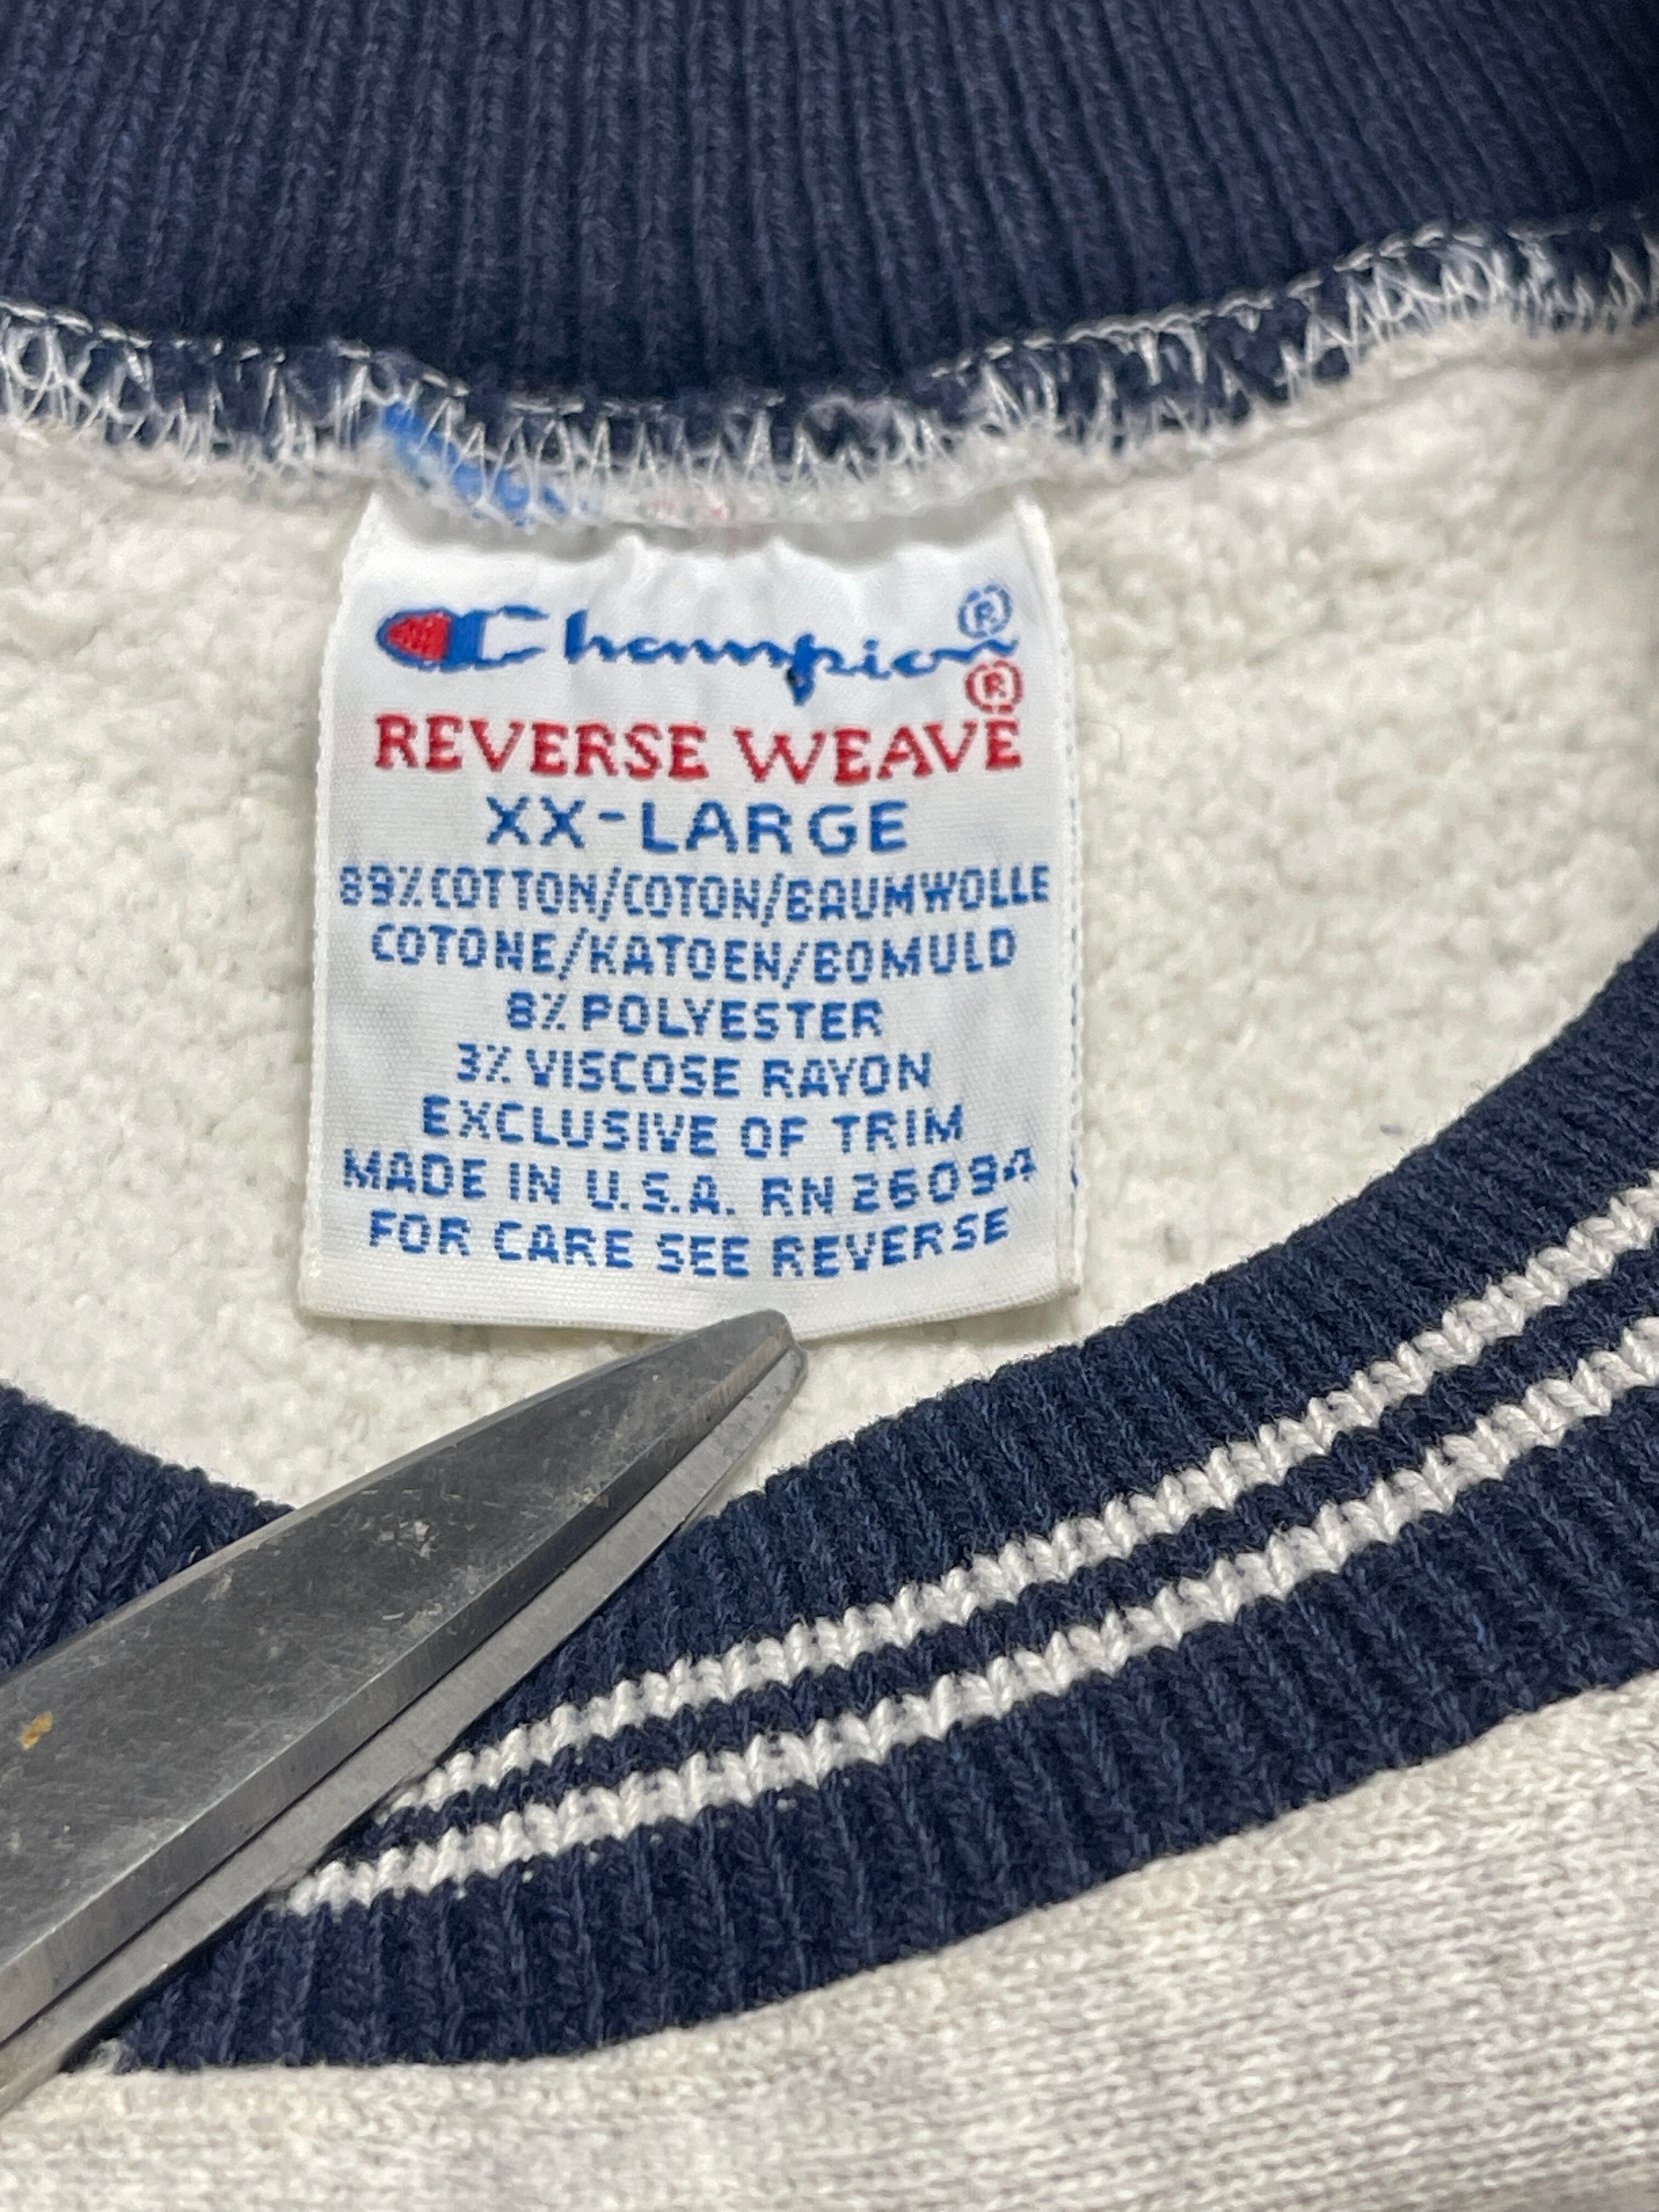 Champion®
REVERSE WEAVE®
XX-LARGE
89% COTTON/COTON/BAUMWOLLE
COTONE/KATOEN/BOMULD
8% POLYESTER
3% VISCOSE RAYON
EXCLUSIVE OF TRIM
MADE IN U.S.A. RN 26094
FOR CARE SEE REVERSE